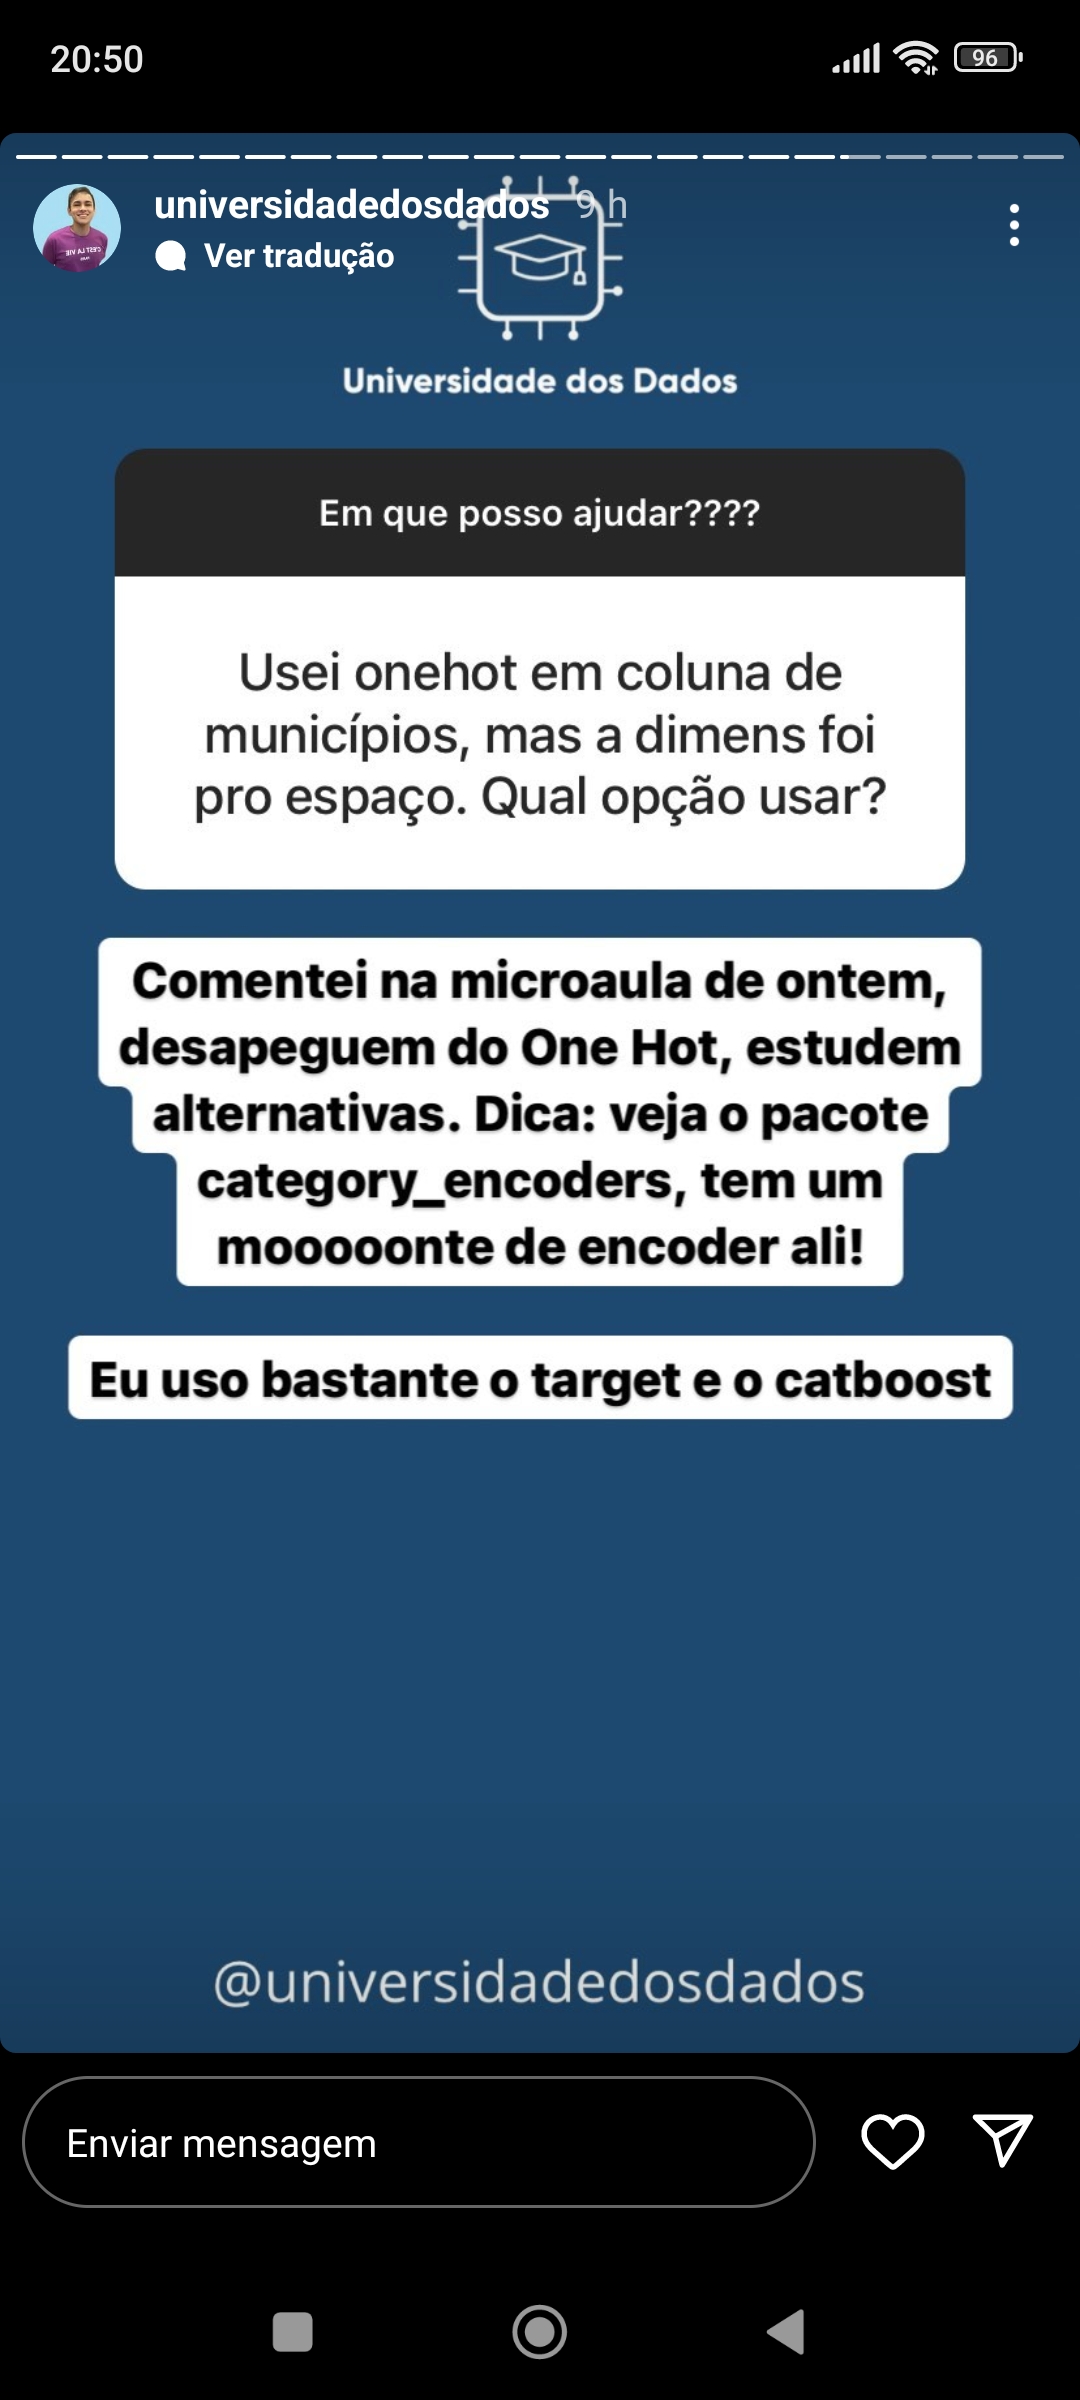 20:50
96
universidadedosdados 9 h
Ver tradução
Universidade dos Dados
Em que posso ajudar????
Usei onehot em coluna de
municípios, mas a dimens foi
pro espaço. Qual opção usar?
Comentei na microaula de ontem,
desapeguem do One Hot, estudem
alternativas. Dica: veja o pacote
category_encoders, tem um
moooooonte de encoder ali!
Eu uso bastante o target e o catboost
@universidadedosdados
Enviar mensagem